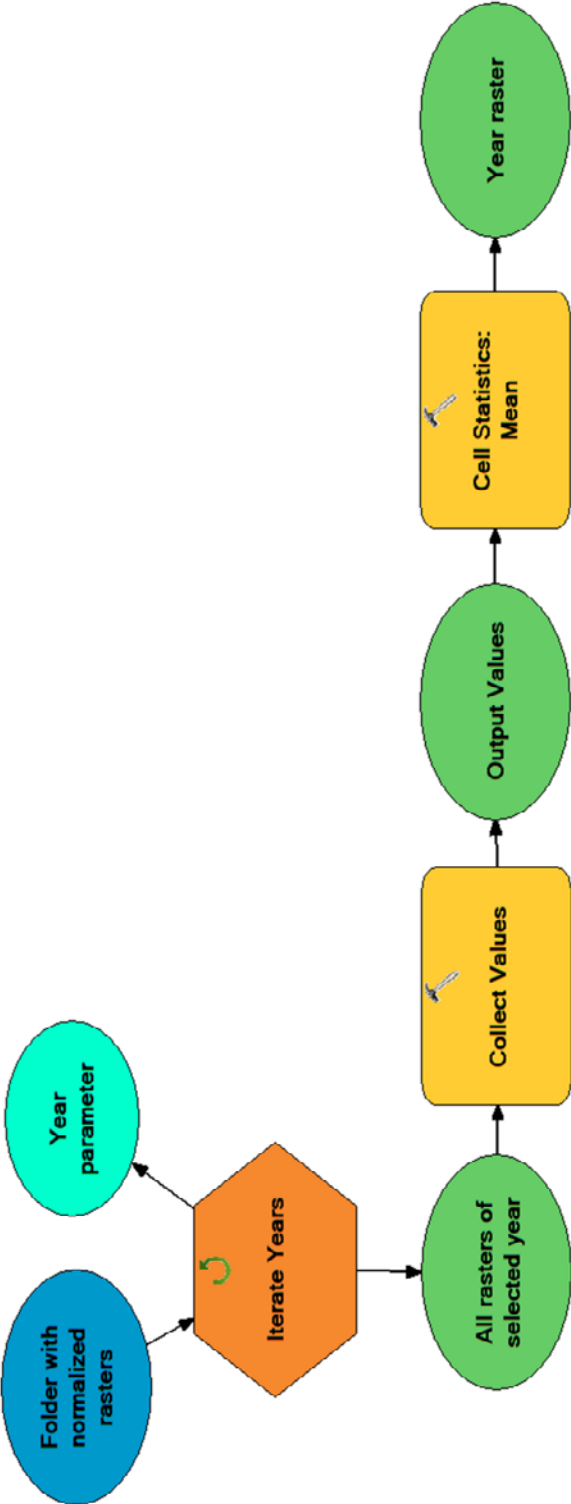 Folder with
normalized
rasters
Year
parameter
Iterate Years
All rasters of
selected year
Collect Values
Output Values
Cell Statistics:
Mean
Year raster